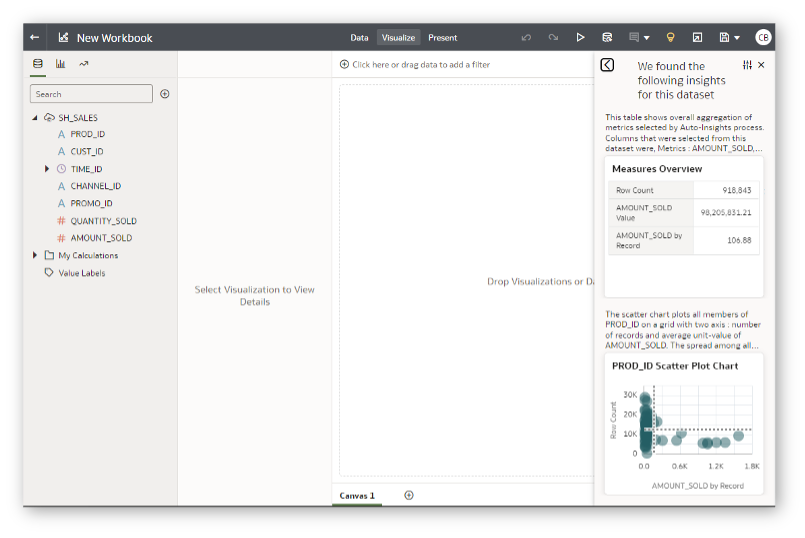 New Workbook
Data Visualize Present
CB
Search
SH_SALES
PROD_ID
CUST_ID
TIME_ID
CHANNEL_ID
PROMO_ID
QUANTITY_SOLD
AMOUNT_SOLD
My Calculations
Value Labels
Select Visualization to View
Details
Click here or drag data to add a filter
Drop Visualizations or Da
Canvas 1
We found the
following insights
for this dataset
This table shows overall aggregation of
metrics selected by Auto-Insights process.
Columns that were selected from this
dataset were, Metrics : AMOUNT_SOLD,...
Measures Overview
Row Count 918,843
AMOUNT_SOLD
Value 98,205,831.21
AMOUNT_SOLD by
Record 106.88
The scatter chart plots all members of
PROD_ID on a grid with two axis : number
of records and average unit-value of
AMOUNT_SOLD. The spread among all...
PROD_ID Scatter Plot Chart
Row Count
30K
20K
10K
0
0.0 0.6K 1.2K 1.8K
AMOUNT_SOLD by Record